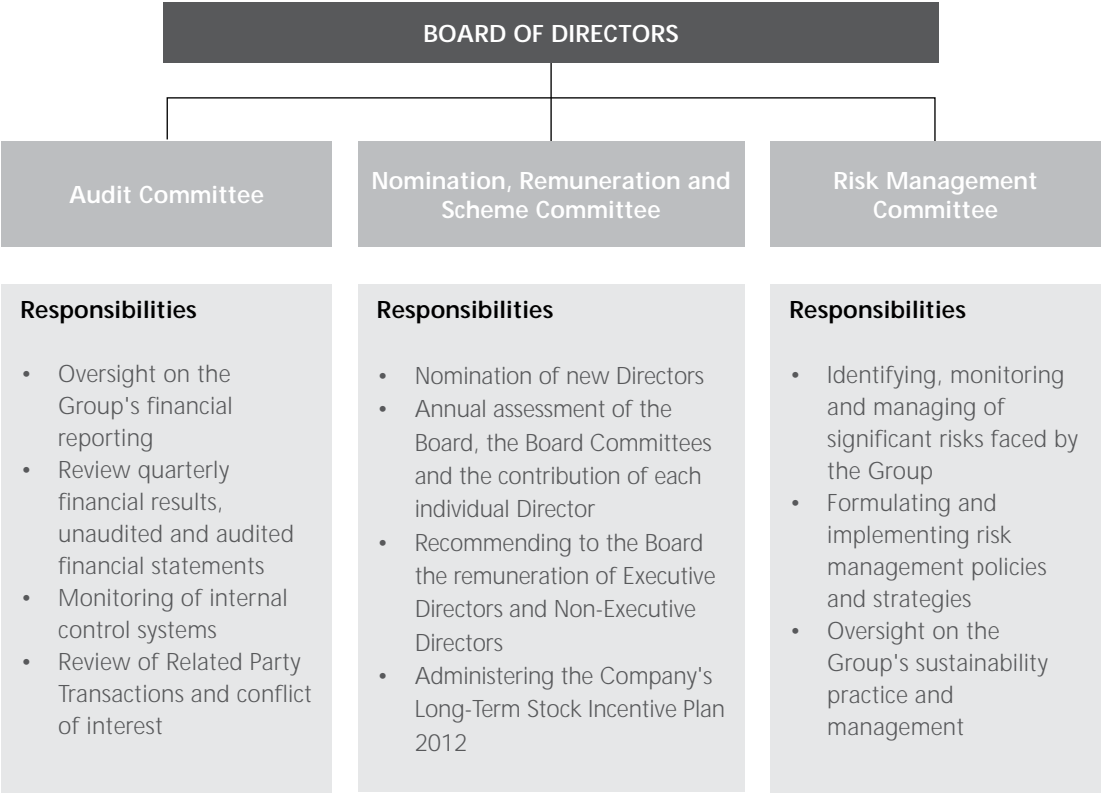 BOARD OF DIRECTORS
Audit Committee
Nomination, Remuneration and
Scheme Committee
Risk Management
Committee
Responsibilities
• Oversight on the
Group's financial
reporting
• Review quarterly
financial results,
unaudited and audited
financial statements
• Monitoring of internal
control systems
• Review of Related Party
Transactions and conflict
of interest
Responsibilities
• Nomination of new Directors
• Annual assessment of the
Board, the Board Committees
and the contribution of each
individual Director
• Recommending to the Board
the remuneration of Executive
Directors and Non-Executive
Directors
• Administering the Company's
Long-Term Stock Incentive Plan
2012
Responsibilities
• Identifying, monitoring
and managing of
significant risks faced by
the Group
• Formulating and
implementing risk
management policies
and strategies
• Oversight on the
Group's sustainability
practice and
management